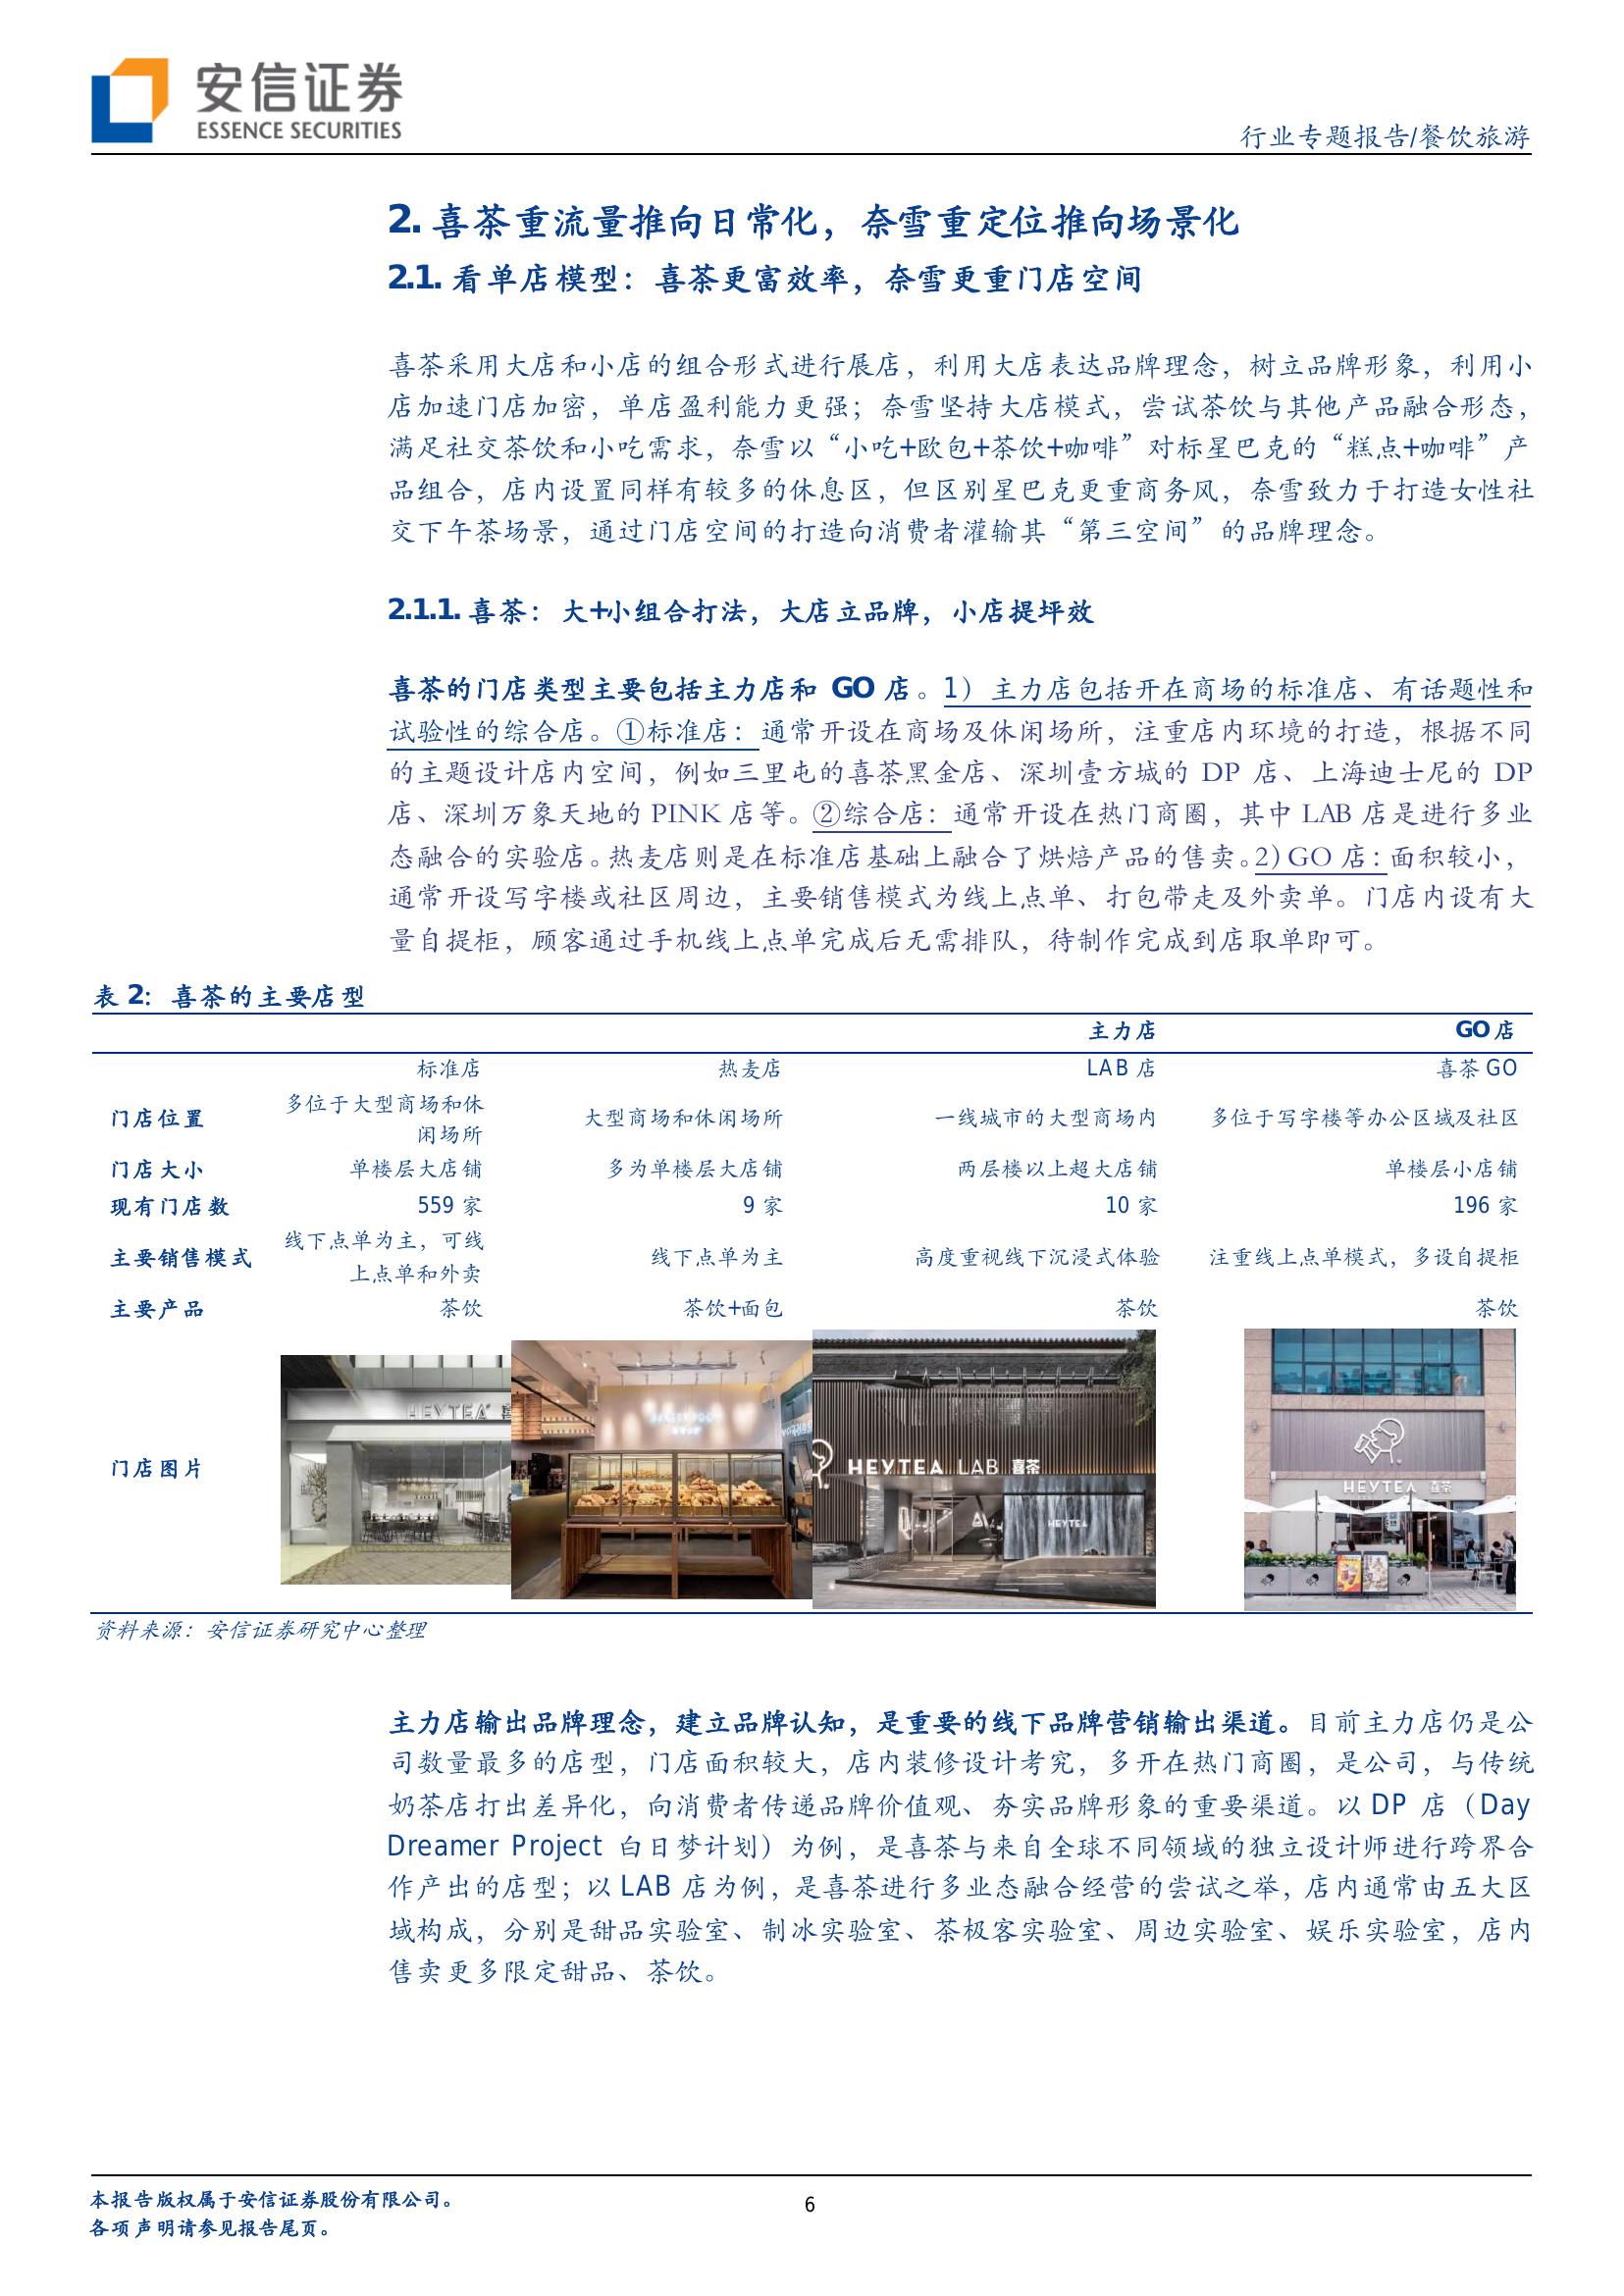 安信证券
ESSENCE SECURITIES
行业专题报告/餐饮旅游
2. 喜茶重流量推向日常化，奈雪重定位推向场景化
2.1. 看单店模型：喜茶更富效率，奈雪更重门店空间
喜茶采用大店和小店的组合形式进行展店，利用大店表达品牌理念，树立品牌形象，利用小
店加速门店加密，单店盈利能力更强；奈雪坚持大店模式，尝试茶饮与其他产品融合形态，
满足社交茶饮和小吃需求，奈雪以“小吃+欧包+茶饮+咖啡”对标星巴克的“糕点+咖啡”产
品组合，店内设置同样有较多的休息区，但区别星巴克更重商务风，奈雪致力于打造女性社
交下午茶场景，通过门店空间的打造向消费者灌输其“第三空间”的品牌理念。
2.1.1. 喜茶：大+小组合打法，大店立品牌，小店提坪效
喜茶的门店类型主要包括主力店和 GO 店。1）主力店包括开在商场的标准店、有话题性和
试验性的综合店。①标准店：通常开设在商场及休闲场所，注重店内环境的打造，根据不同
的主题设计店内空间，例如三里屯的喜茶黑金店、深圳壹方城的 DP 店、上海迪士尼的 DP
店、深圳万象天地的 PINK 店等。②综合店：通常开设在热门商圈，其中 LAB 店是进行多业
态融合的实验店。热麦店则是在标准店基础上融合了烘焙产品的售卖。2）GO 店：面积较小，
通常开设写字楼或社区周边，主要销售模式为线上点单、打包带走及外卖单。门店内设有大
量自提柜，顾客通过手机线上点单完成后无需排队，待制作完成到店取单即可。
表 2：喜茶的主要店型
主力店 GO 店
标准店 热麦店 LAB 店 喜茶 GO
门店位置 多位于大型商场和休闲场所 大型商场和休闲场所 一线城市的大型商场内 多位于写字楼等办公区域及社区
门店大小 单楼层大店铺 多为单楼层大店铺 两层楼以上超大店铺 单楼层小店铺
现有门店数 559 家 9 家 10 家 196 家
主要销售模式 线下点单为主，可线上点单和外卖 线下点单为主 高度重视线下沉浸式体验 注重线上点单模式，多设自提柜
主要产品 茶饮 茶饮+面包 茶饮 茶饮
门店图片
HEYTEA 喜
HEYTEA LAB 喜茶
HEYTEA
HEYTEA 喜茶
资料来源：安信证券研究中心整理
主力店输出品牌理念，建立品牌认知，是重要的线下品牌营销输出渠道。目前主力店仍是公
司数量最多的店型，门店面积较大，店内装修设计考究，多开在热门商圈，是公司，与传统
奶茶店打出差异化，向消费者传递品牌价值观、夯实品牌形象的重要渠道。以 DP 店（Day
Dreamer Project 白日梦计划）为例，是喜茶与来自全球不同领域的独立设计师进行跨界合
作产出的店型；以 LAB 店为例，是喜茶进行多业态融合经营的尝试之举，店内通常由五大区
域构成，分别是甜品实验室、制冰实验室、茶极客实验室、周边实验室、娱乐实验室，店内
售卖更多限定甜品、茶饮。
本报告版权属于安信证券股份有限公司。
各项声明请参见报告尾页。
6